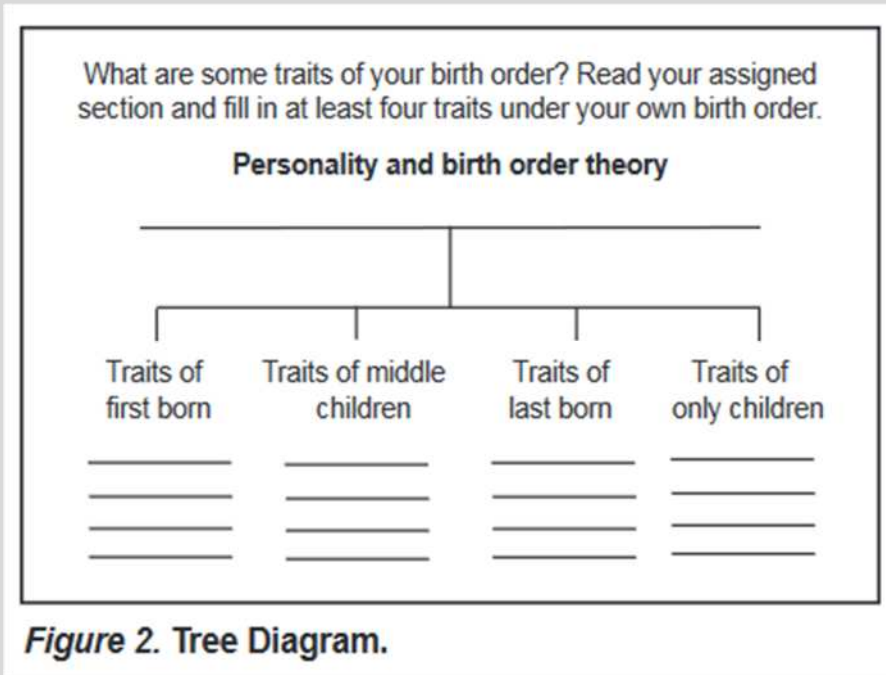 What are some traits of your birth order? Read your assigned
section and fill in at least four traits under your own birth order.
Personality and birth order theory
Traits of
first born
Traits of middle
children
Traits of
last born
Traits of
only children
Figure 2. Tree Diagram.